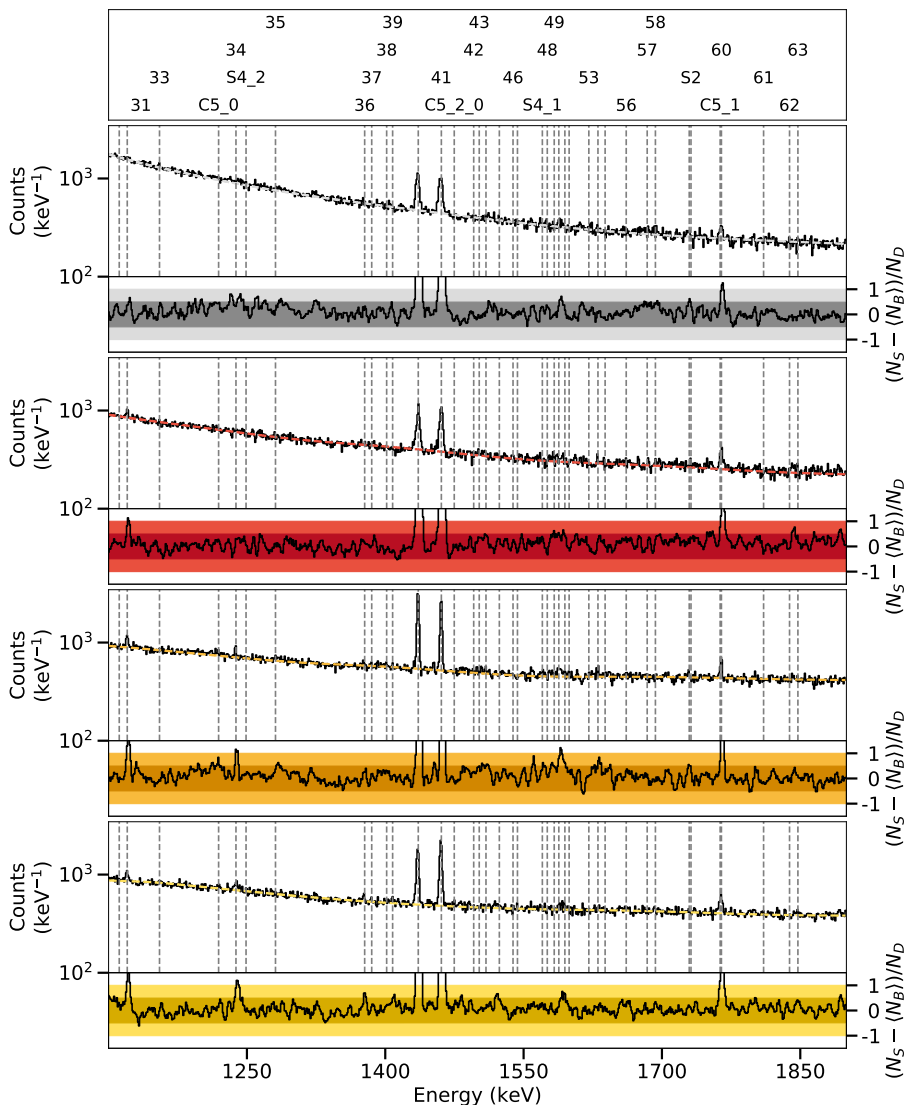 35 39 43 49 58
34 38 42 48 57 60 63
33 S4_2 37 41 46 53 S2 61
31 C5_0 36 C5_2_0 S4_1 56 C5_1 62
Counts
(keV⁻¹)
10³
10²
1
0
-1
(N_S − ⟨N_B⟩)/N_D
Counts
(keV⁻¹)
10³
10²
1
0
-1
(N_S − ⟨N_B⟩)/N_D
Counts
(keV⁻¹)
10³
10²
1
0
-1
(N_S − ⟨N_B⟩)/N_D
Counts
(keV⁻¹)
10³
10²
1
0
-1
(N_S − ⟨N_B⟩)/N_D
1250 1400 1550 1700 1850
Energy (keV)